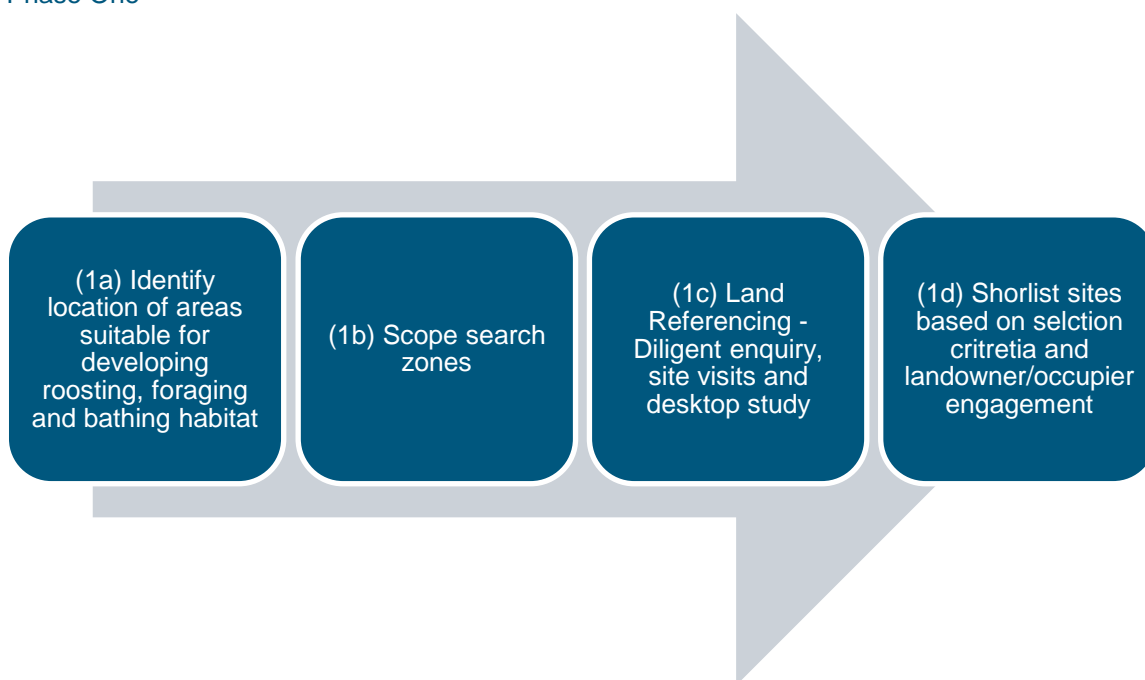 Phase One
(1a) Identify
location of areas
suitable for
developing
roosting, foraging
and bathing habitat
(1b) Scope search
zones
(1c) Land
Referencing -
Diligent enquiry,
site visits and
desktop study
(1d) Shorlist sites
based on selction
critretia and
landowner/occupier
engagement